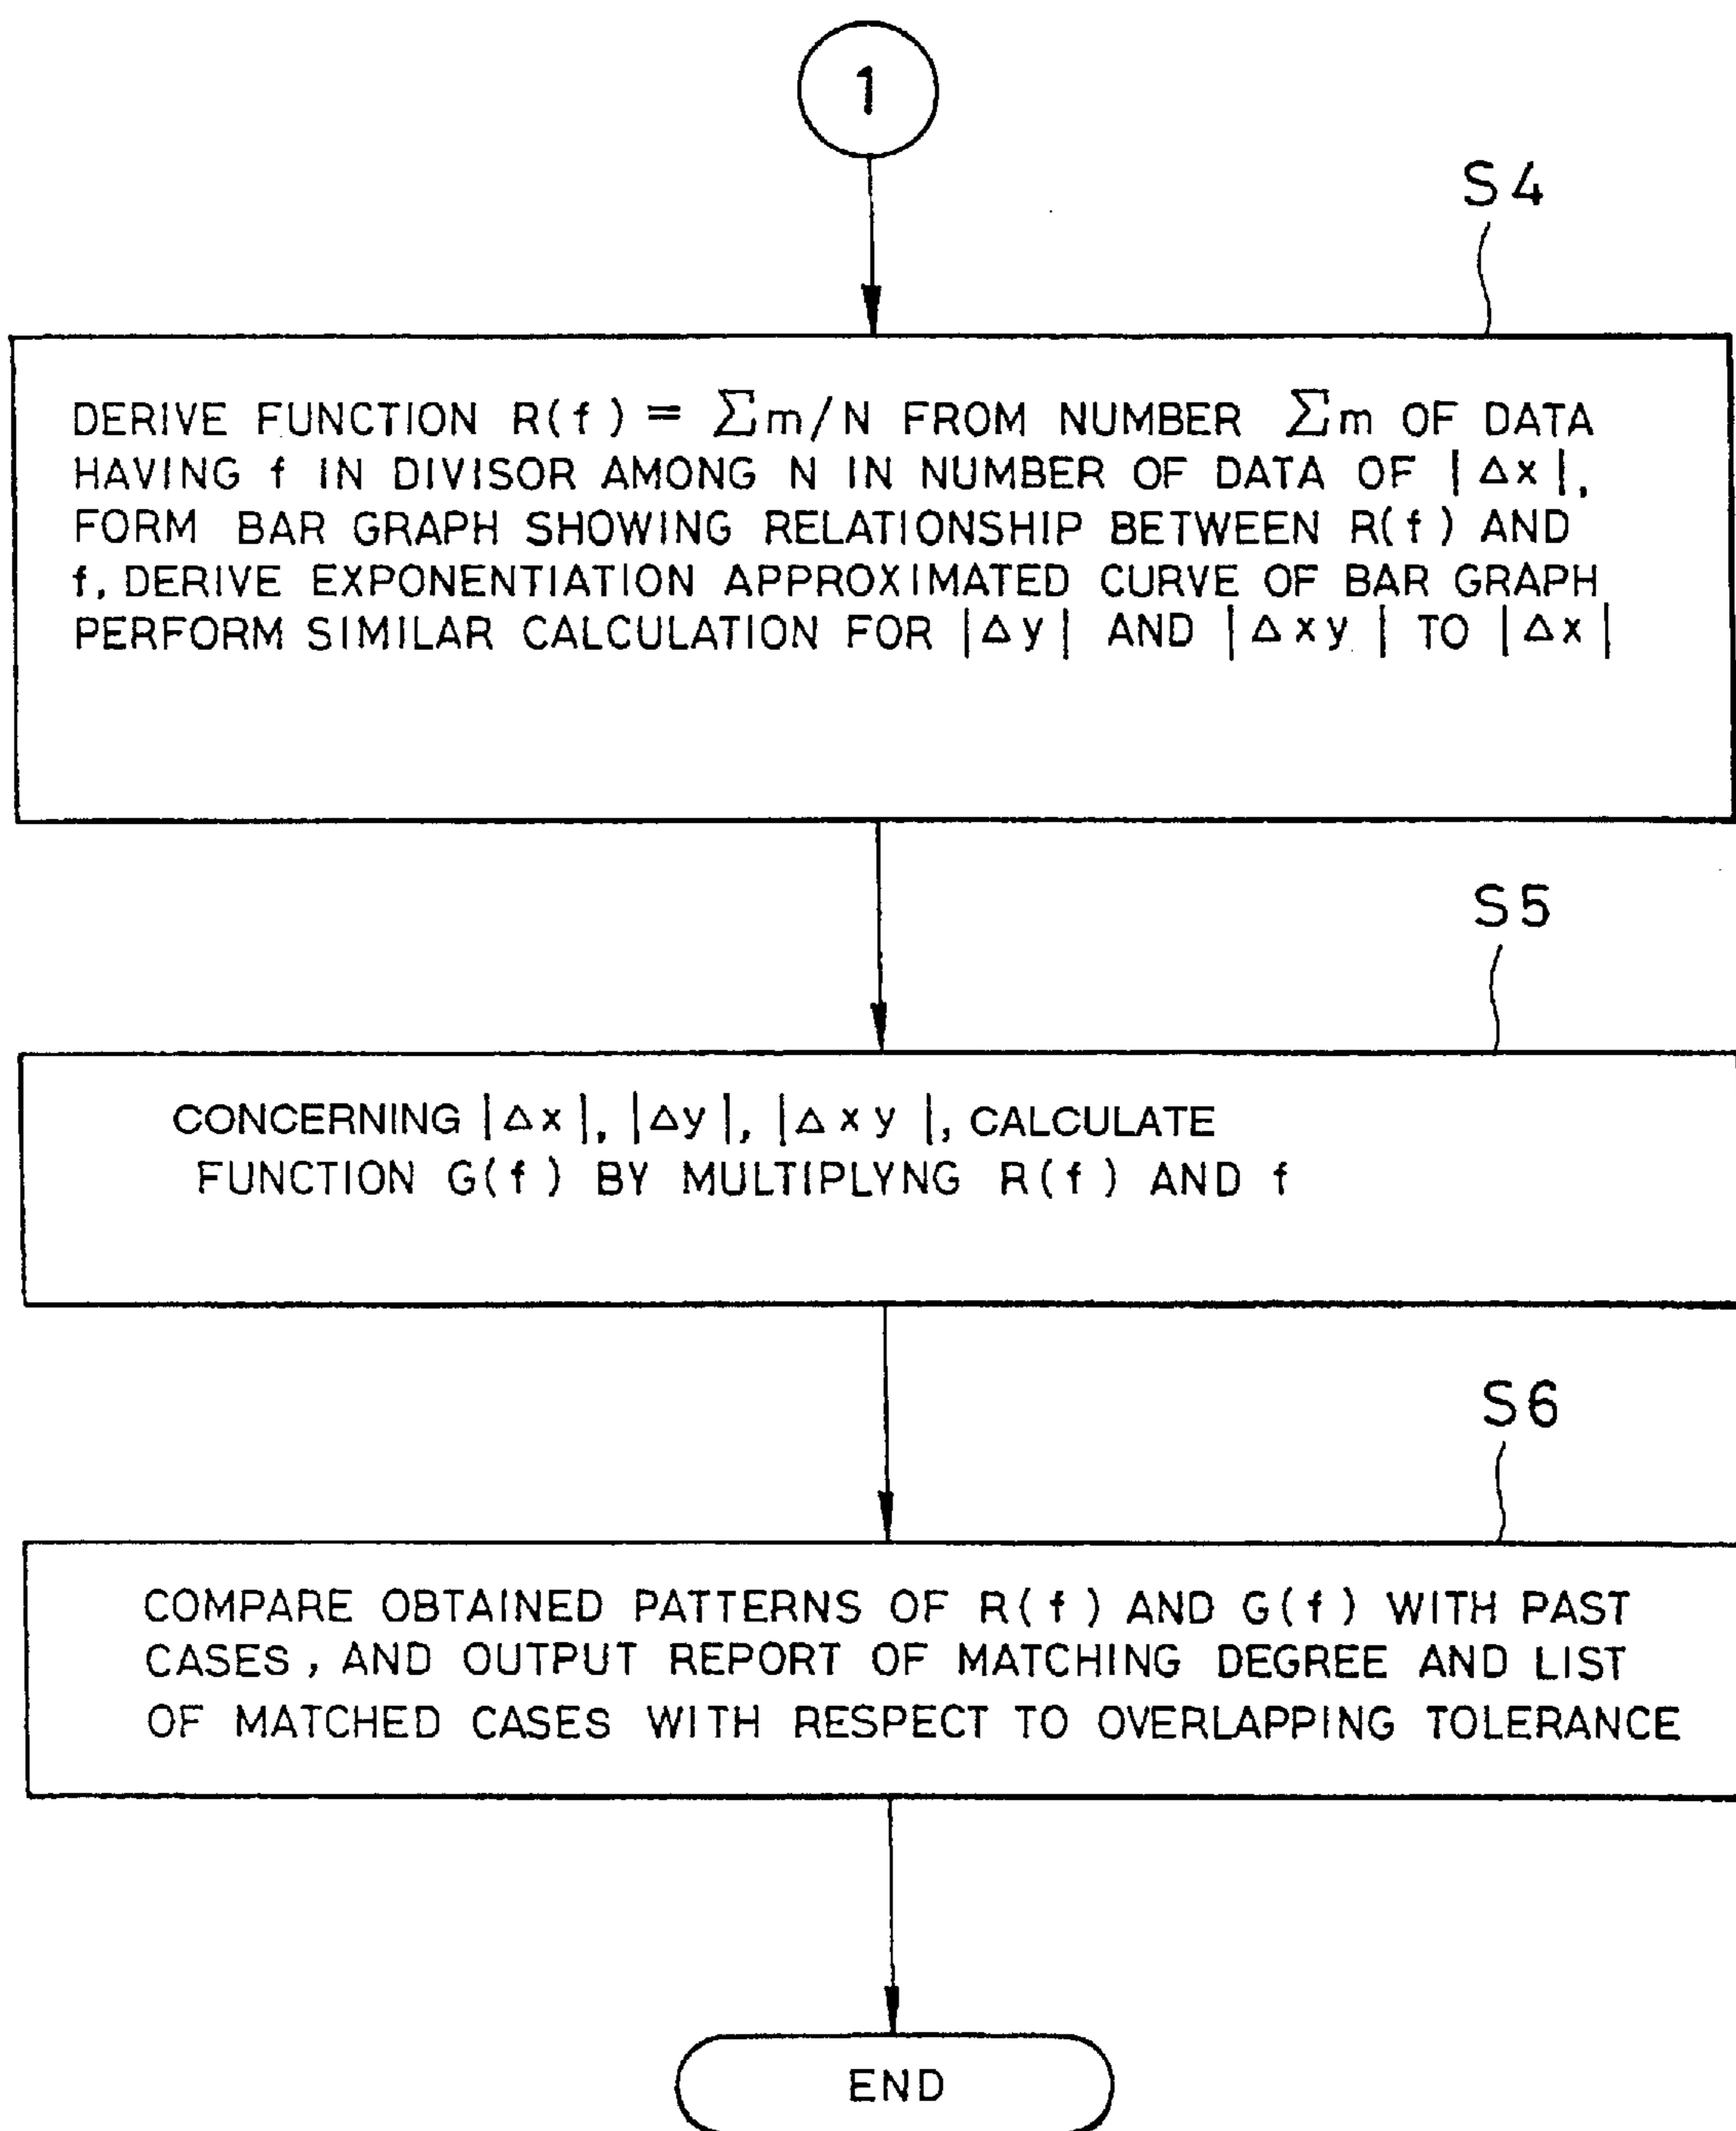 1
S4
DERIVE FUNCTION R(f) = Σm/N FROM NUMBER Σm OF DATA
HAVING f IN DIVISOR AMONG N IN NUMBER OF DATA OF |Δx|,
FORM BAR GRAPH SHOWING RELATIONSHIP BETWEEN R(f) AND
f, DERIVE EXPONENTIATION APPROXIMATED CURVE OF BAR GRAPH
PERFORM SIMILAR CALCULATION FOR |Δy| AND |Δxy| TO |Δx|
S5
CONCERNING |Δx|, |Δy|, |Δxy|, CALCULATE
FUNCTION G(f) BY MULTIPLYNG R(f) AND f
S6
COMPARE OBTAINED PATTERNS OF R(f) AND G(f) WITH PAST
CASES, AND OUTPUT REPORT OF MATCHING DEGREE AND LIST
OF MATCHED CASES WITH RESPECT TO OVERLAPPING TOLERANCE
END